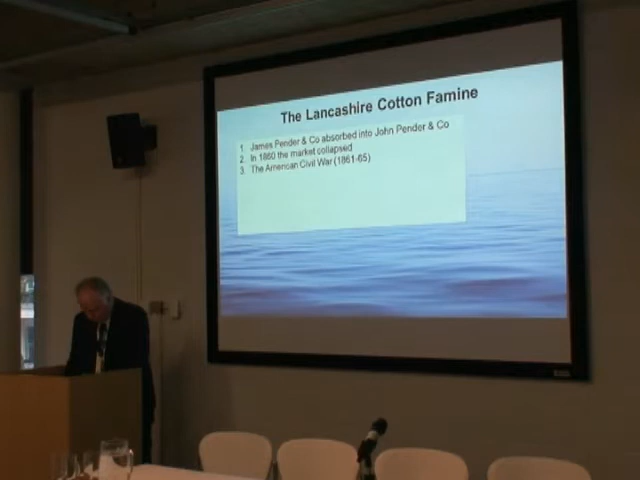 The Lancashire Cotton Famine
1. James Pender & Co absorbed into John Pender & Co
2. In 1860 the market collapsed
3. The American Civil War (1861-65)